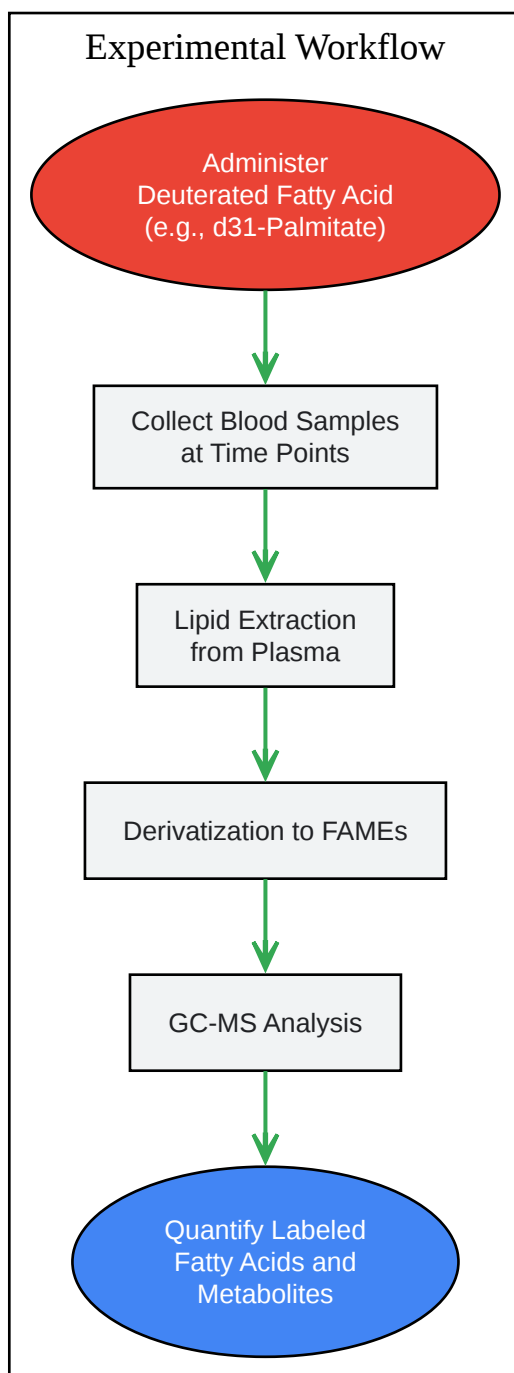 Experimental Workflow
Administer
Deuterated Fatty Acid
(e.g., d31-Palmitate)
Collect Blood Samples
at Time Points
Lipid Extraction
from Plasma
Derivatization to FAMEs
GC-MS Analysis
Quantify Labeled
Fatty Acids and
Metabolites